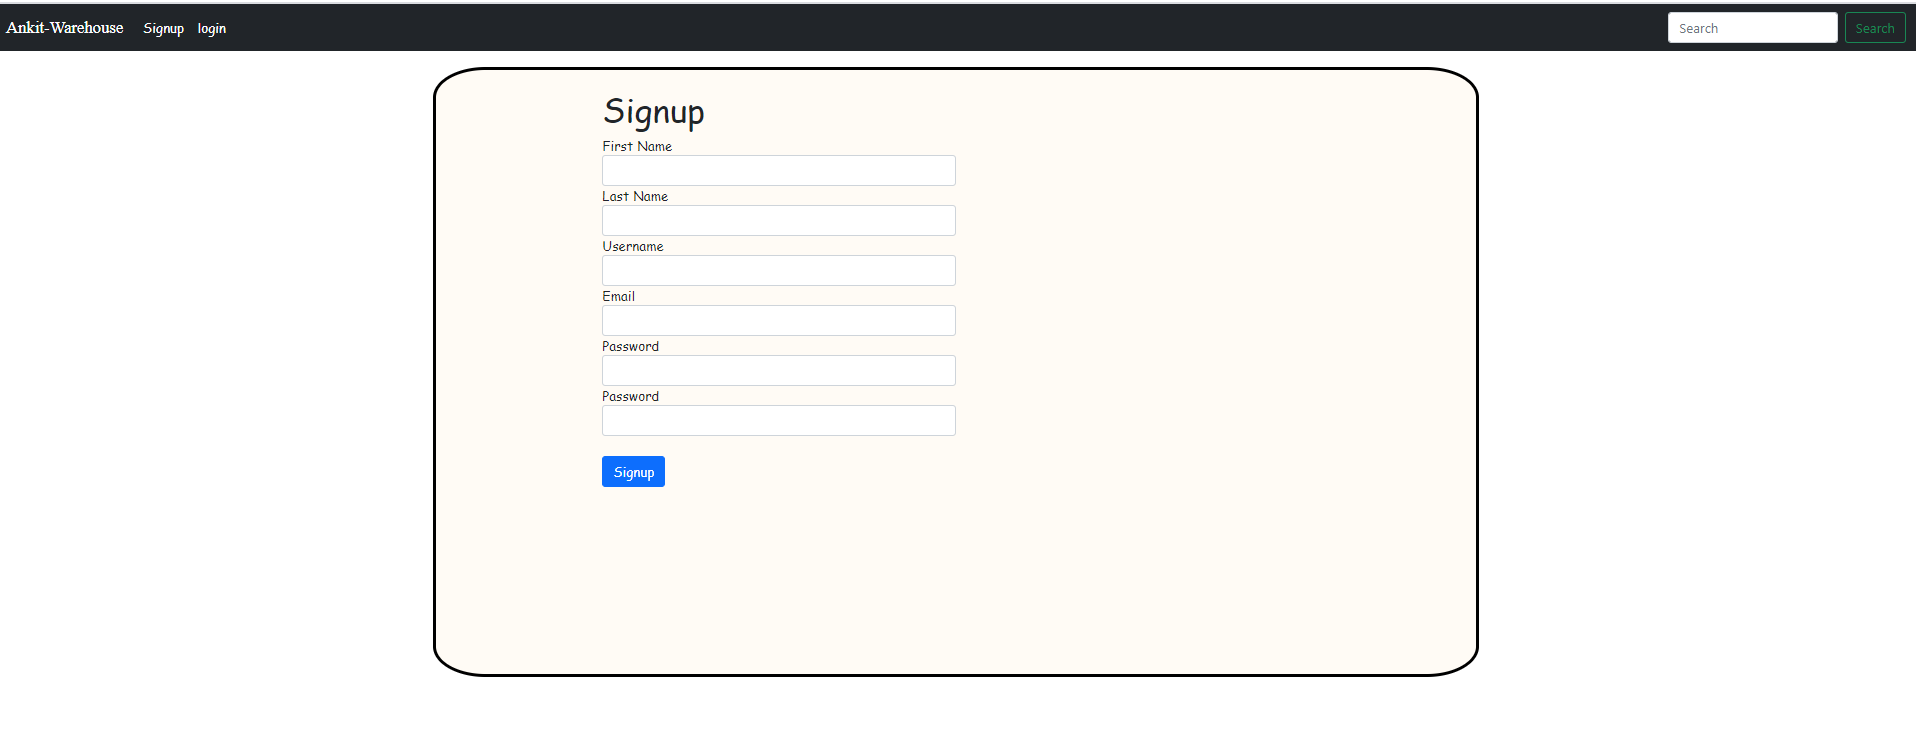 Ankit-Warehouse Signup login Search Search
Signup
First Name
Last Name
Username
Email
Password
Password
Signup